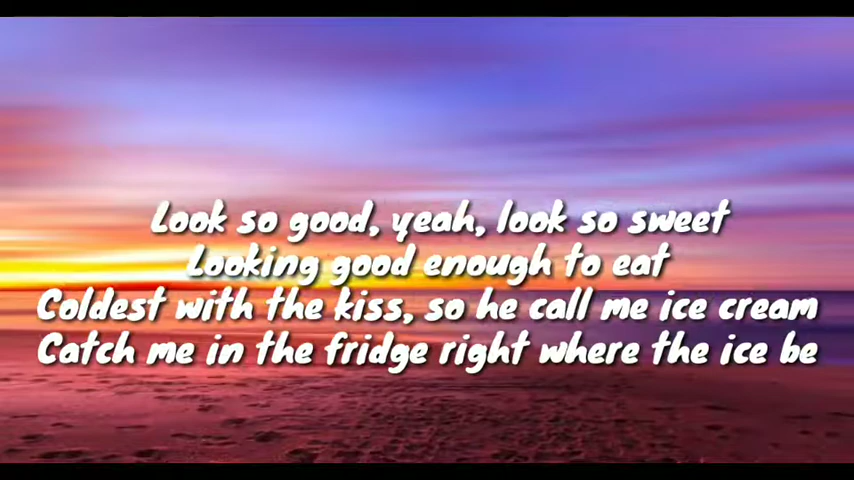 Look so good, yeah, look so sweet
Looking good enough to eat
Coldest with the kiss, so he call me ice cream
Catch me in the fridge right where the ice be